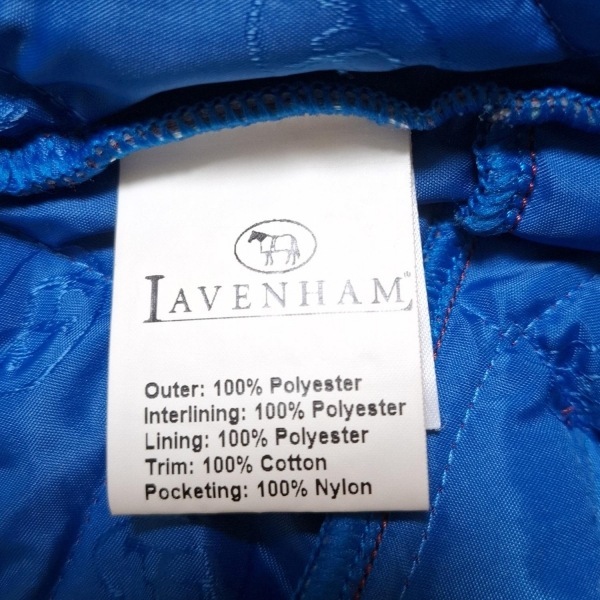 LAVENHAM®
Outer: 100% Polyester
Interlining: 100% Polyester
Lining: 100% Polyester
Trim: 100% Cotton
Pocketing: 100% Nylon